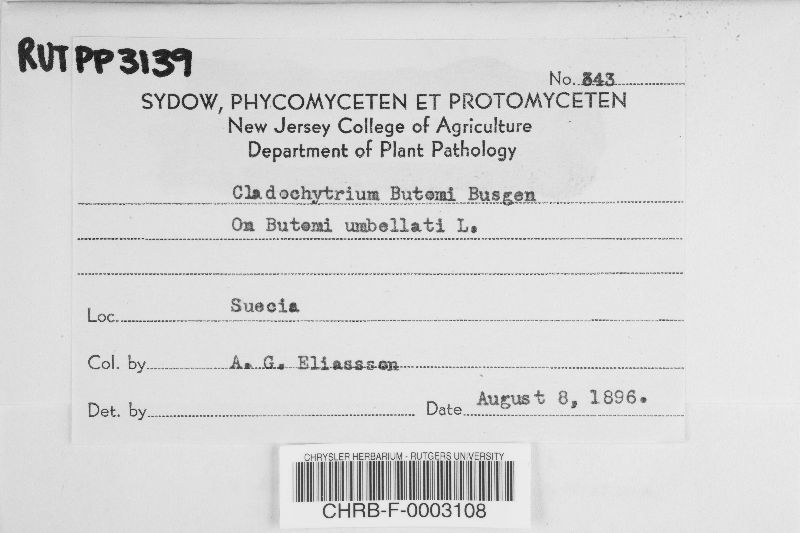 RUTPP3139
No. 343
SYDOW, PHYCOMYCETEN ET PROTOMYCETEN
New Jersey College of Agriculture
Department of Plant Pathology
Cladochytrium Butomi Busgen
On Butomi umbellati L.
Loc. Suecia
Col. by A. G. Eliassson
Det. by Date August 8, 1896.
CHRYSLER HERBARIUM - RUTGERS UNIVERSITY
CHRB-F-0003108